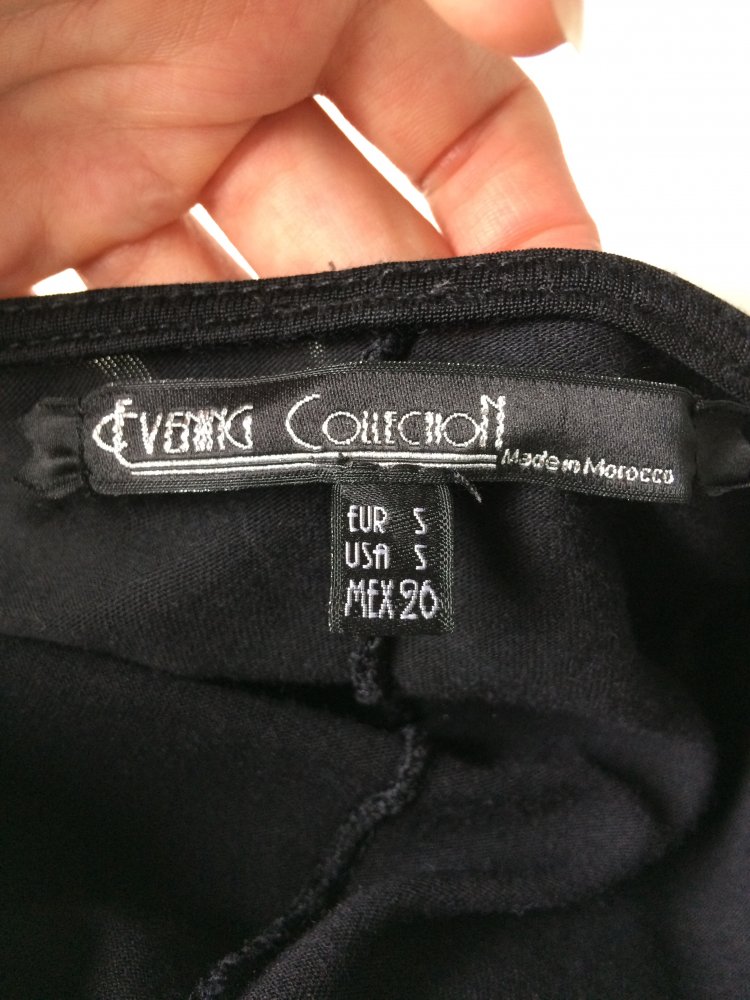 Evening Collection
Made in Morocco
EUR S
USA S
MEX 26